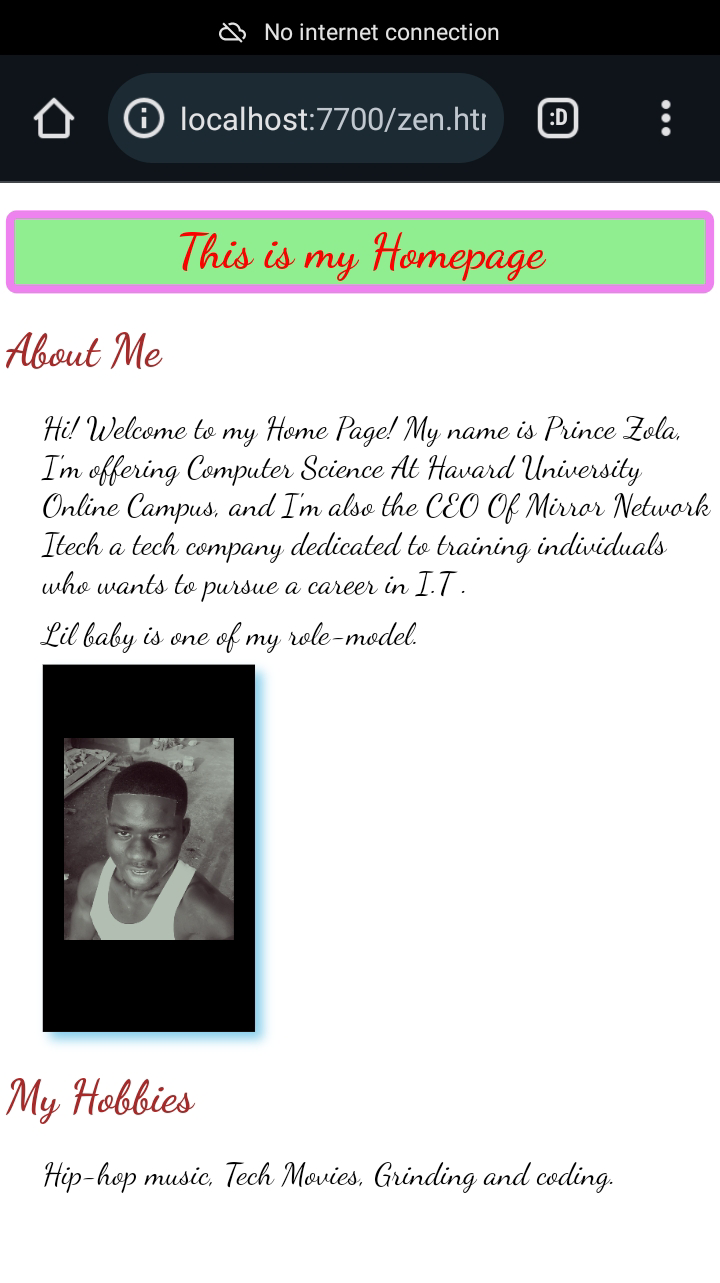 No internet connection
localhost:7700/zen.htm
:D
This is my Homepage
About Me
Hi! Welcome to my Home Page! My name is Prince Zola,
I'm offering Computer Science At Havard University
Online Campus, and I'm also the CEO Of Mirror Network
Itech a tech company dedicated to training individuals
who wants to pursue a career in I.T .
Lil baby is one of my role-model.
My Hobbies
Hip-hop music, Tech Movies, Grinding and coding.